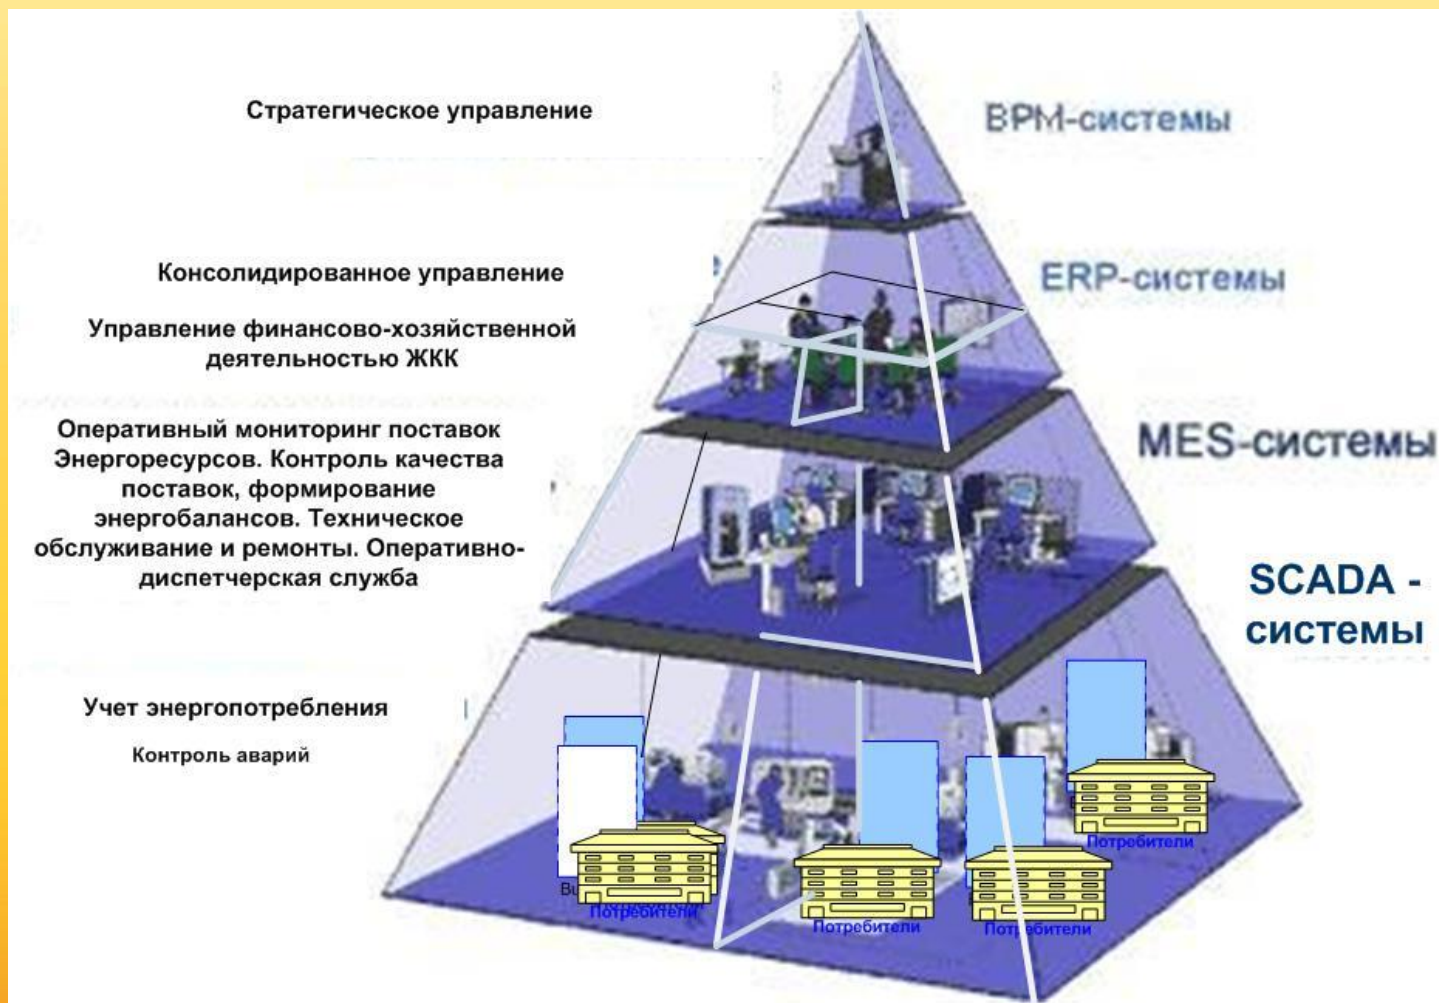 Стратегическое управление
BPM-системы
Консолидированное управление
ERP-системы
Управление финансово-хозяйственной
деятельностью ЖКК
Оперативный мониторинг поставок
Энергоресурсов. Контроль качества
поставок, формирование
энергобалансов. Техническое
обслуживание и ремонты. Оперативно-
диспетчерская служба
MES-системы
SCADA -
системы
Учет энергопотребления
Контроль аварий
Потребители
Потребители
Потребители
Потребители